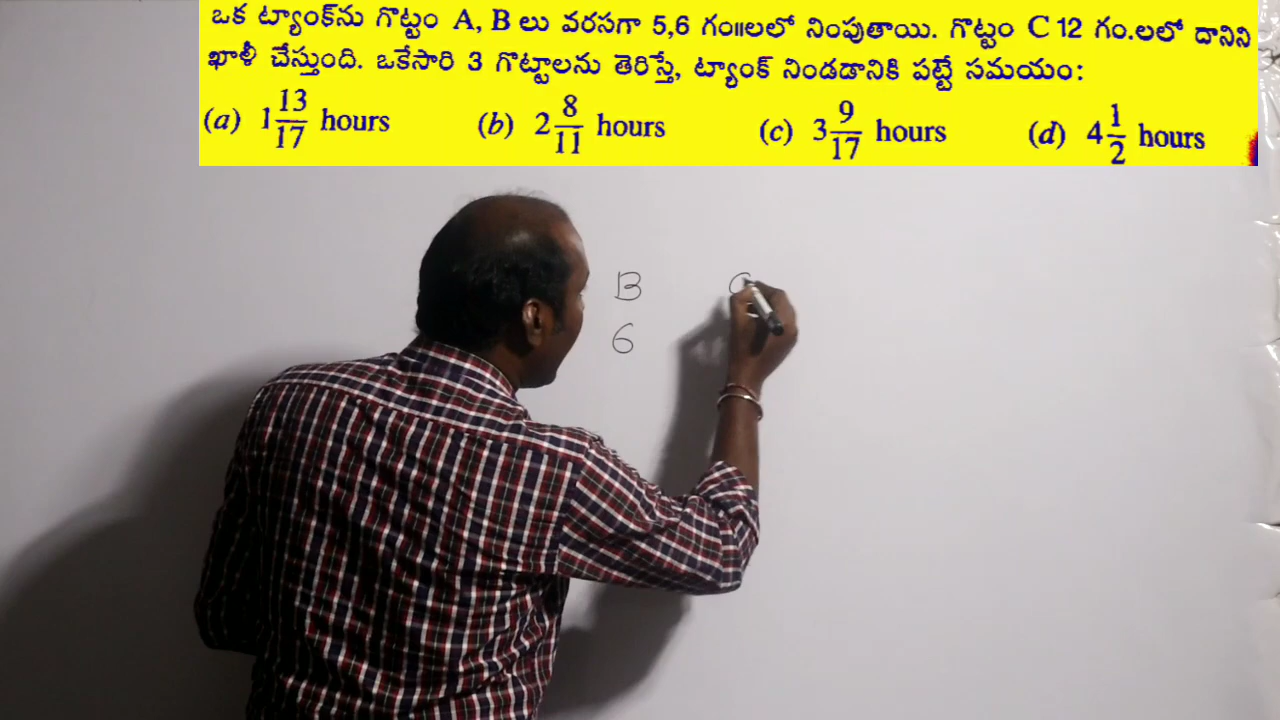 ఒక ట్యాంక్‌ను గొట్టం A, B లు వరసగా 5,6 గం॥లలో నింపుతాయి. గొట్టం C 12 గం.లలో దానిని
ఖాళీ చేస్తుంది. ఒకేసారి 3 గొట్టాలను తెరిస్తే, ట్యాంక్ నిండడానికి పట్టే సమయం:
(a) 1 13/17 hours (b) 2 8/11 hours (c) 3 9/17 hours (d) 4 1/2 hours
B C
6